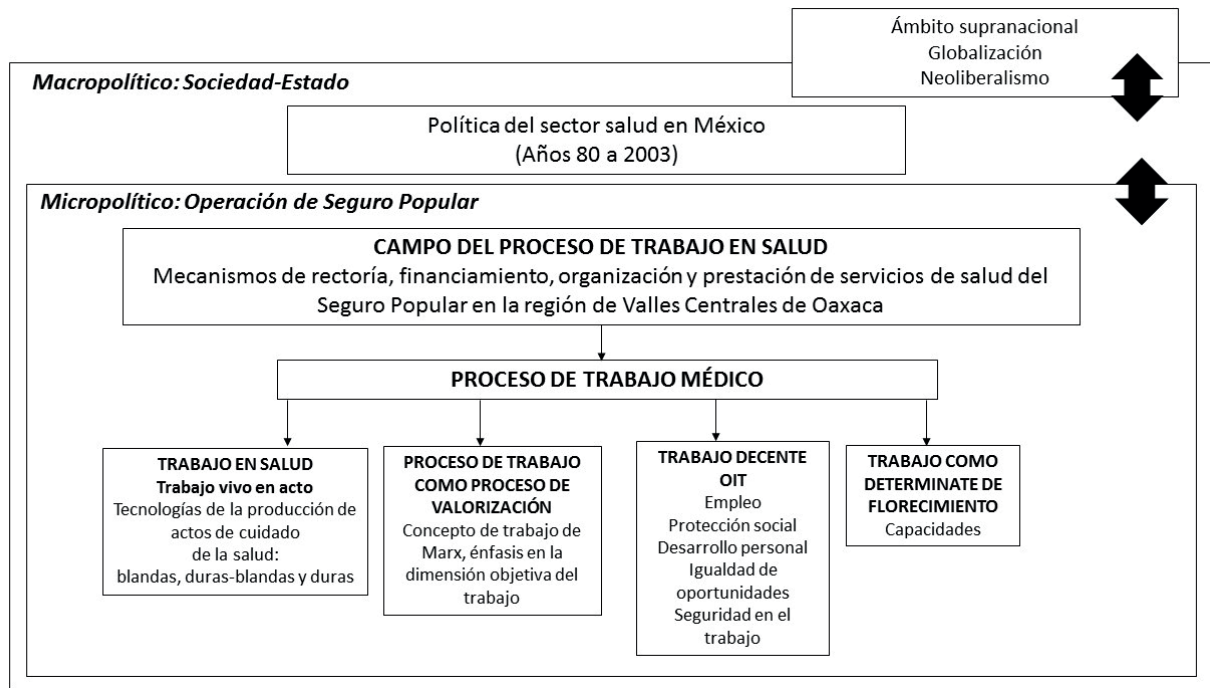 Ámbito supranacional
Globalización
Neoliberalismo
Macropolítico: Sociedad-Estado
Política del sector salud en México
(Años 80 a 2003)
Micropolítico: Operación de Seguro Popular
CAMPO DEL PROCESO DE TRABAJO EN SALUD
Mecanismos de rectoría, financiamiento, organización y prestación de servicios de salud del
Seguro Popular en la región de Valles Centrales de Oaxaca
PROCESO DE TRABAJO MÉDICO
TRABAJO EN SALUD
Trabajo vivo en acto
Tecnologías de la producción de
actos de cuidado
de la salud:
blandas, duras-blandas y duras
PROCESO DE TRABAJO
COMO PROCESO DE
VALORIZACIÓN
Concepto de trabajo de
Marx, énfasis en la
dimensión objetiva del
trabajo
TRABAJO DECENTE
OIT
Empleo
Protección social
Desarrollo personal
Igualdad de
oportunidades
Seguridad en el
trabajo
TRABAJO COMO
DETERMINATE DE
FLORECIMIENTO
Capacidades